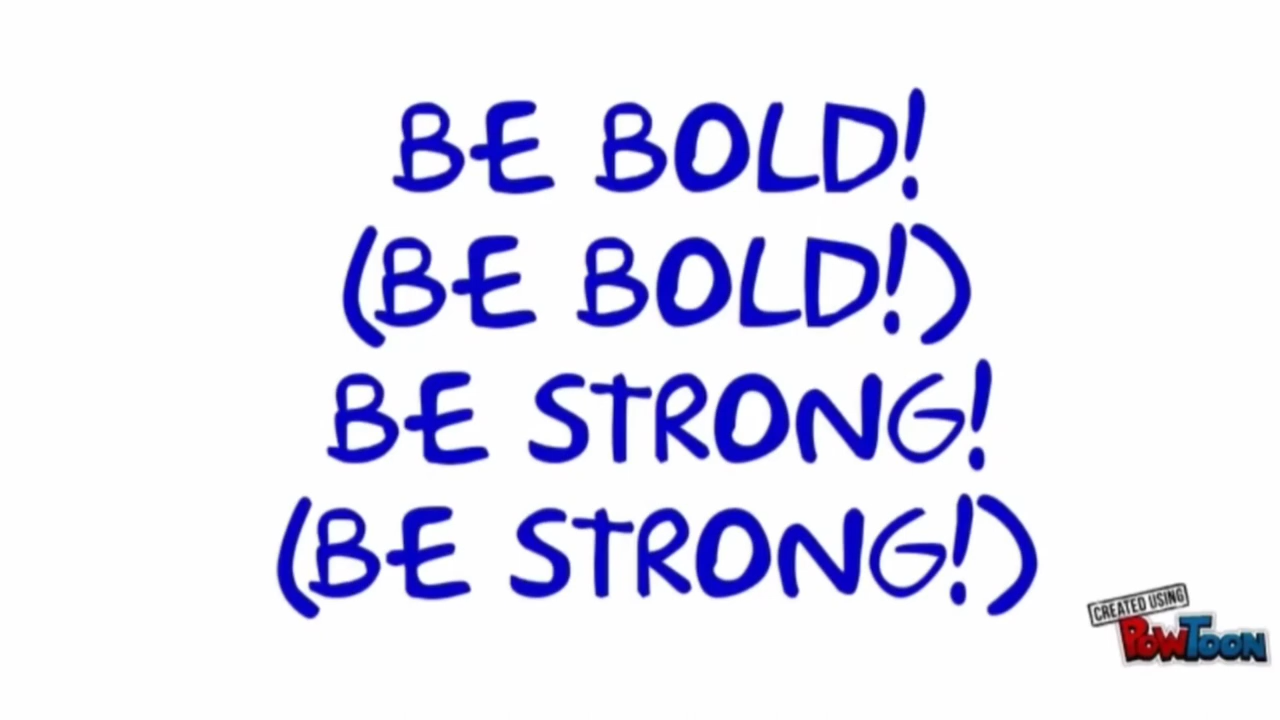 BE BOLD!
(BE BOLD!)
BE STRONG!
(BE STRONG!)
CREATED USING
POWTOON